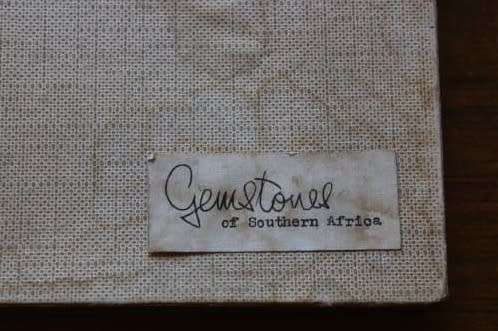 Gemstones
of Southern Africa